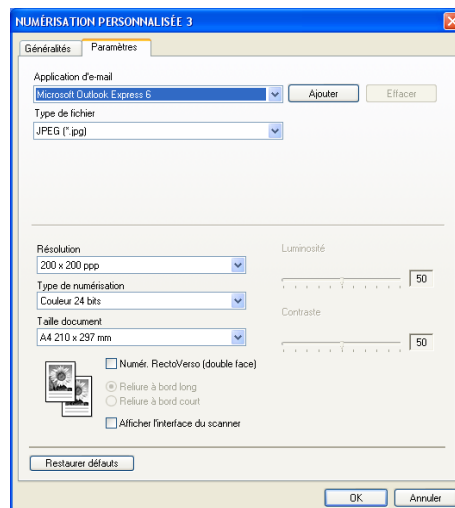 NUMÉRISATION PERSONNALISÉE 3
Généralités
Paramètres
Application d'e-mail
Microsoft Outlook Express 6
Ajouter
Effacer
Type de fichier
JPEG (*.jpg)
Résolution
200 x 200 ppp
Type de numérisation
Couleur 24 bits
Taille document
A4 210 x 297 mm
Luminosité
50
Contraste
50
Numér. RectoVerso (double face)
Reliure à bord long
Reliure à bord court
Afficher l'interface du scanner
Restaurer défauts
OK
Annuler